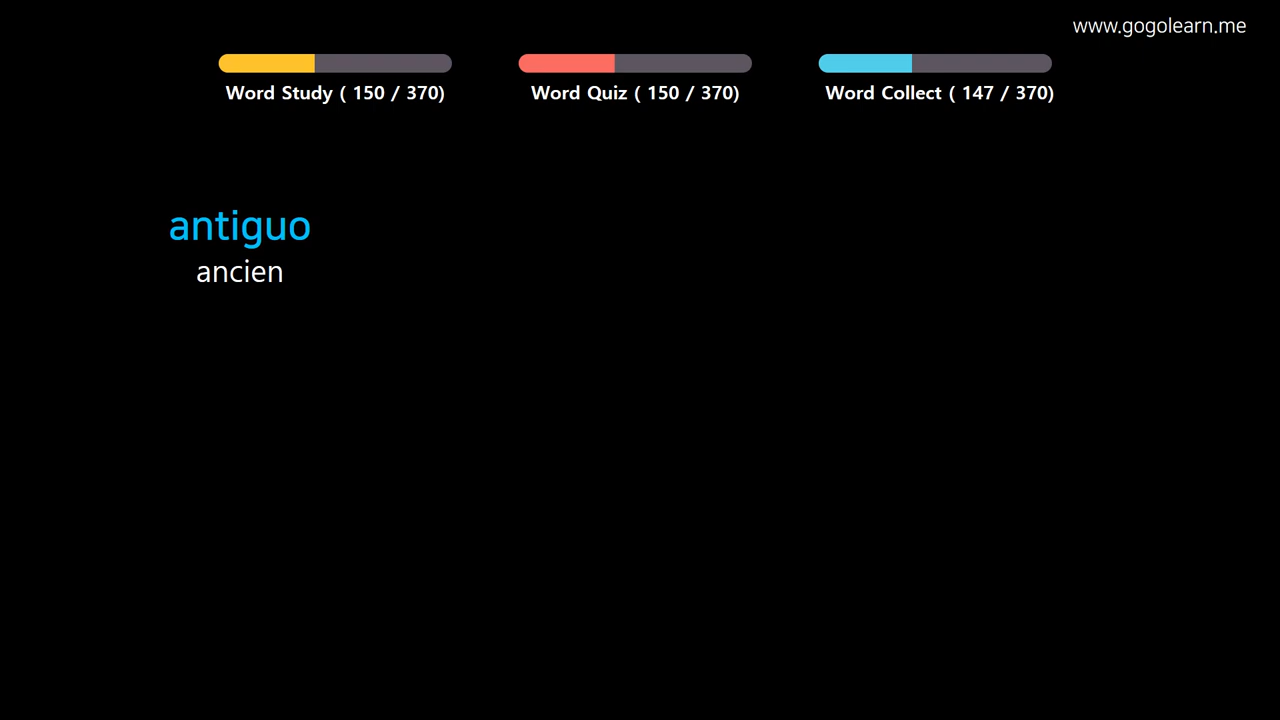 www.gogolearn.me
Word Study ( 150 / 370)
Word Quiz ( 150 / 370)
Word Collect ( 147 / 370)
antiguo
ancien